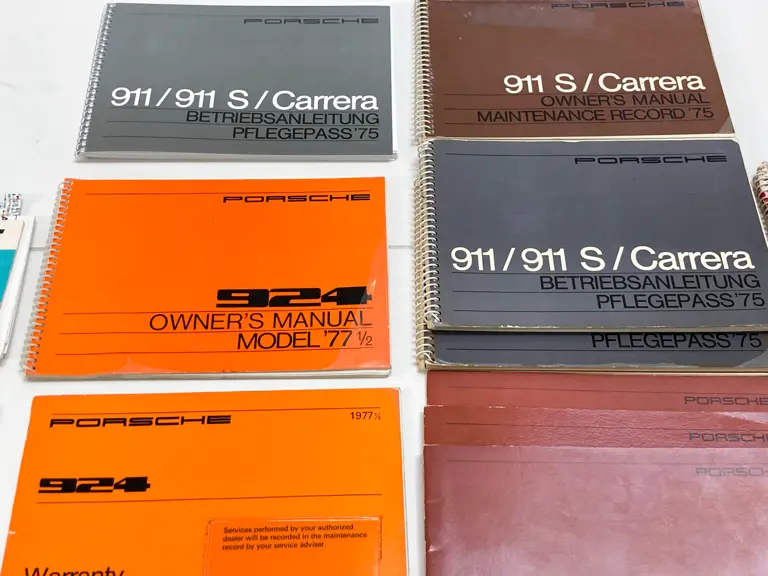 PORSCHE
911 / 911 S / Carrera
BETRIEBSANLEITUNG
PFLEGEPASS '75
PORSCHE
911 S / Carrera
OWNER'S MANUAL
MAINTENANCE RECORD '75
PORSCHE
924
OWNER'S MANUAL
MODEL '77 ½
PORSCHE
911 / 911 S / Carrera
BETRIEBSANLEITUNG
PFLEGEPASS '75
PFLEGEPASS '75
PORSCHE
1977½
924
Services performed by your authorized
dealer will be recorded in the maintenance
record by your service adviser.
Warranty
PORSCHE
PORSCHE
PORSCHE